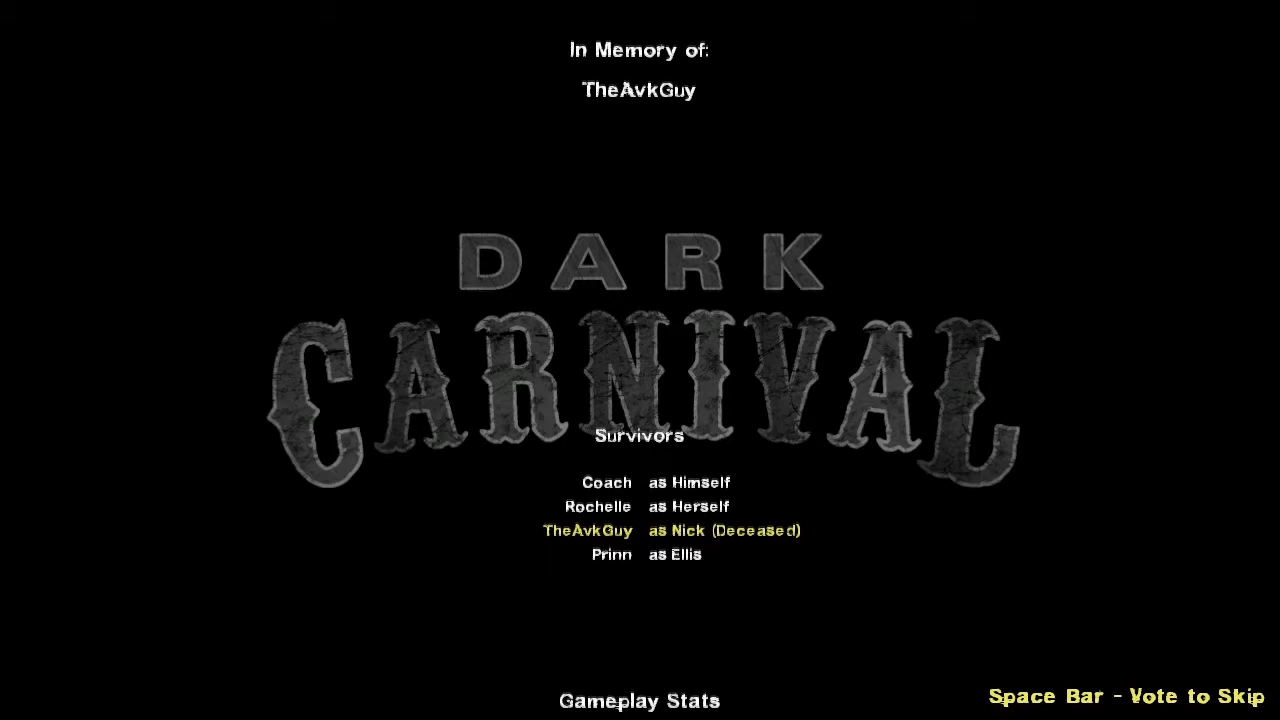 In Memory of:
TheAvkGuy
DARK
CARNIVAL
Survivors
Coach as Himself
Rochelle as Herself
TheAvkGuy as Nick (Deceased)
Prinn as Ellis
Gameplay Stats
Space Bar - Vote to Skip